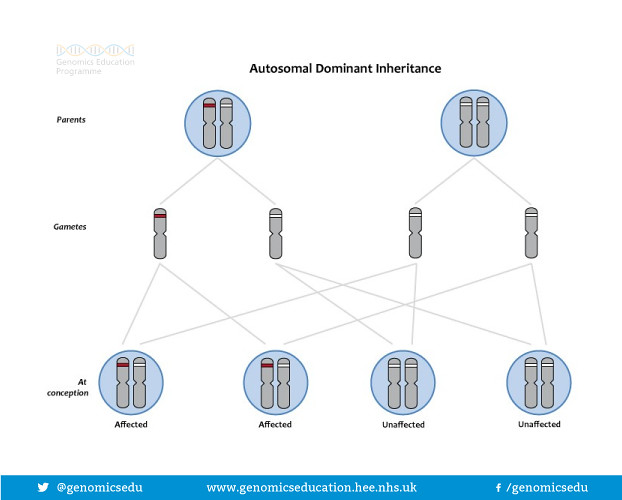 Genomics Education
Programme
Autosomal Dominant Inheritance
Parents
Gametes
At
conception
Affected
Affected
Unaffected
Unaffected
@genomicsedu
www.genomicseducation.hee.nhs.uk
/genomicsedu